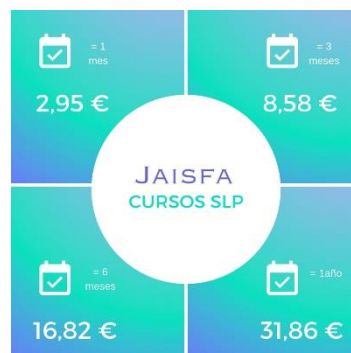 = 1
mes
2,95 €
= 3
meses
8,58 €
JAISFA
CURSOS SLP
= 6
meses
16,82 €
= 1año
31,86 €